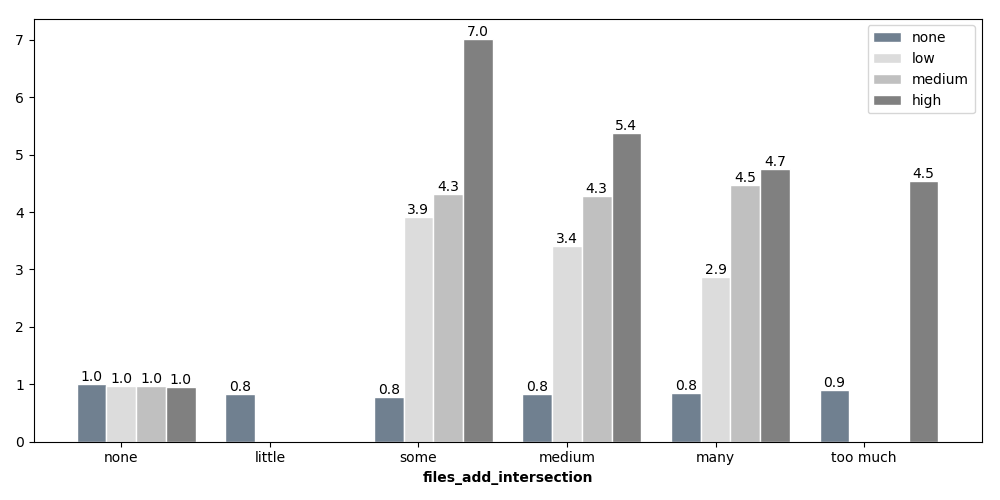 none
low
medium
high
7
6
5
4
3
2
1
0
1.0 1.0 1.0 1.0
0.8
0.8 3.9 4.3 7.0
0.8 3.4 4.3 5.4
0.8 2.9 4.5 4.7
0.9 4.5
none little some medium many too much
files_add_intersection